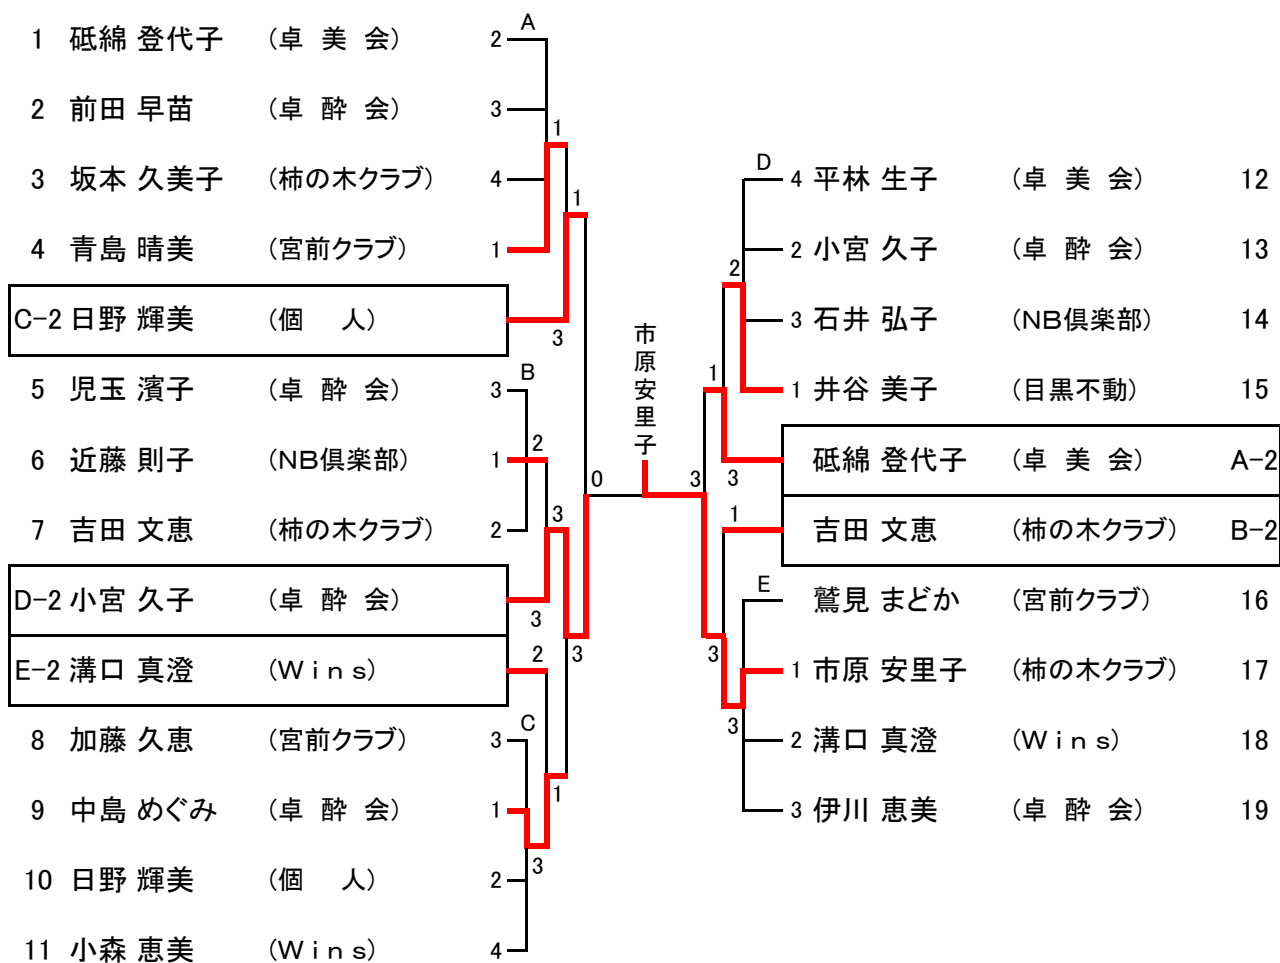 A
1 砥綿 登代子 (卓 美 会) 2
2 前田 早苗 (卓 酔 会) 3
1
3 坂本 久美子 (柿の木クラブ) 4
1
4 青島 晴美 (宮前クラブ) 1
C-2 日野 輝美 (個 人)
3
B
5 児玉 濱子 (卓 酔 会) 3
2
6 近藤 則子 (NB倶楽部) 1
0
3
7 吉田 文恵 (柿の木クラブ) 2
D-2 小宮 久子 (卓 酔 会)
3
2
3
E-2 溝口 真澄 (Wins)
C
8 加藤 久恵 (宮前クラブ) 3
1
9 中島 めぐみ (卓 酔 会) 1
3
10 日野 輝美 (個 人) 2
11 小森 恵美 (Wins) 4
市原安里子
D
4 平林 生子 (卓 美 会) 12
2 小宮 久子 (卓 酔 会) 13
2
3 石井 弘子 (NB倶楽部) 14
1
1 井谷 美子 (目黒不動) 15
砥綿 登代子 (卓 美 会) A-2
3
3
1
吉田 文恵 (柿の木クラブ) B-2
E
鷲見 まどか (宮前クラブ) 16
3
1 市原 安里子 (柿の木クラブ) 17
3
2 溝口 真澄 (Wins) 18
3 伊川 恵美 (卓 酔 会) 19